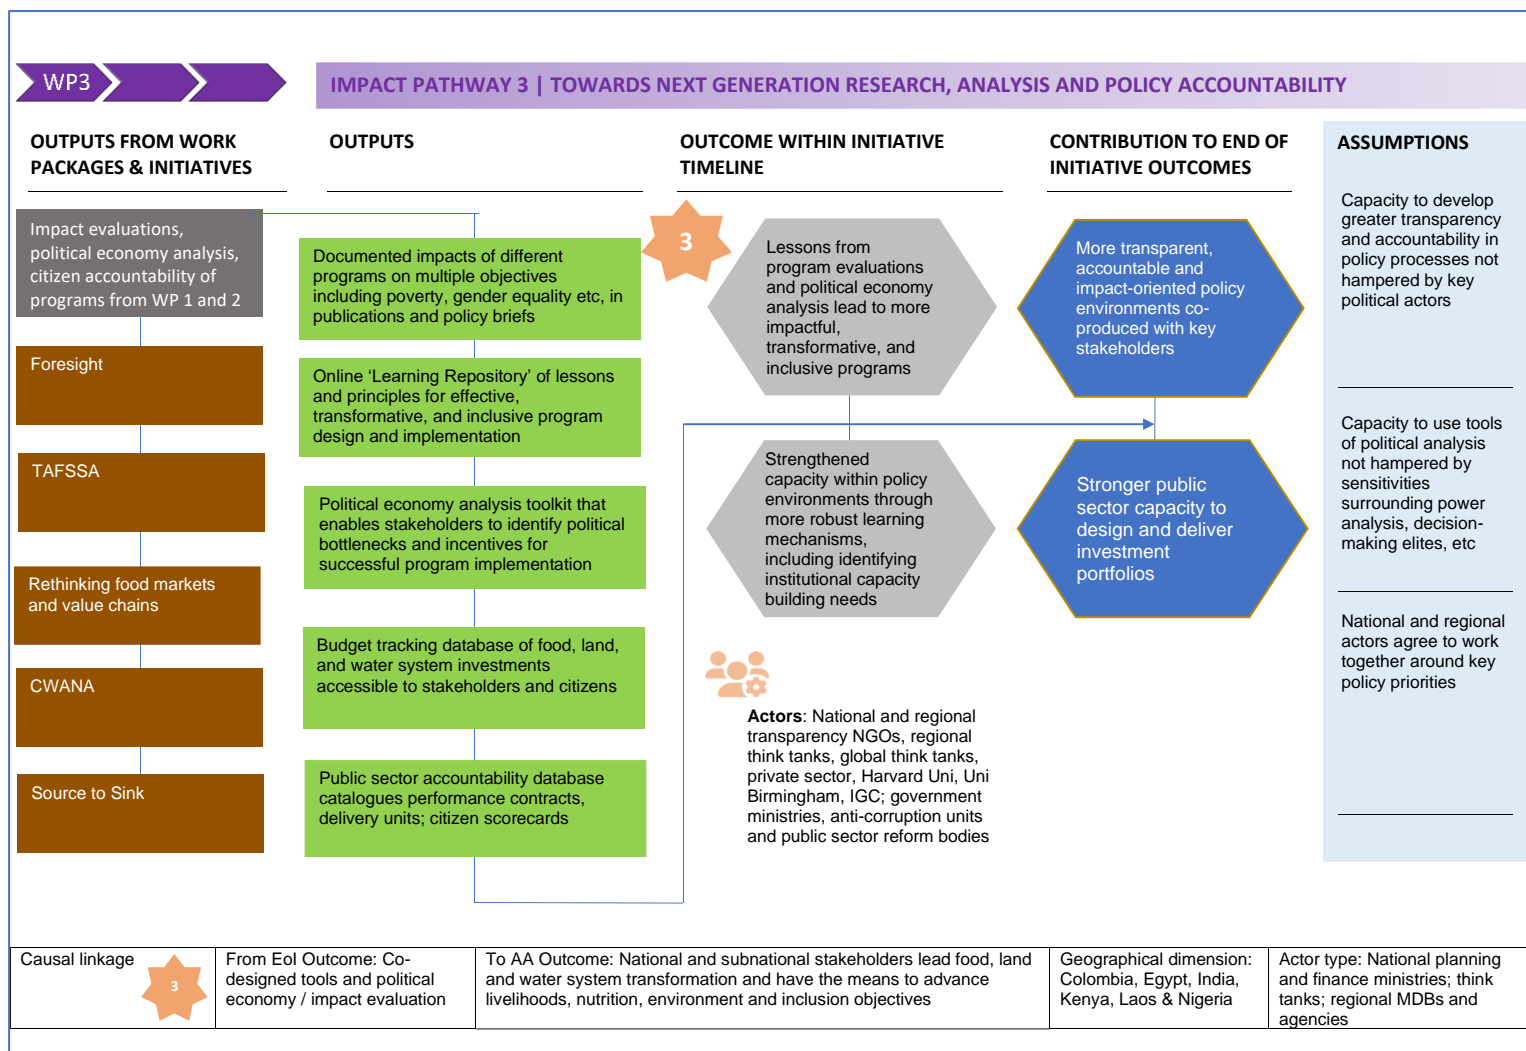 WP3
IMPACT PATHWAY 3 | TOWARDS NEXT GENERATION RESEARCH, ANALYSIS AND POLICY ACCOUNTABILITY
OUTPUTS FROM WORK
PACKAGES & INITIATIVES
Impact evaluations,
political economy analysis,
citizen accountability of
programs from WP 1 and 2
Foresight
TAFSSA
Rethinking food markets
and value chains
CWANA
Source to Sink
OUTPUTS
Documented impacts of different
programs on multiple objectives
including poverty, gender equality etc, in
publications and policy briefs
Online ‘Learning Repository’ of lessons
and principles for effective,
transformative, and inclusive program
design and implementation
Political economy analysis toolkit that
enables stakeholders to identify political
bottlenecks and incentives for
successful program implementation
Budget tracking database of food, land,
and water system investments
accessible to stakeholders and citizens
Public sector accountability database
catalogues performance contracts,
delivery units; citizen scorecards
OUTCOME WITHIN INITIATIVE
TIMELINE
3
Lessons from
program evaluations
and political economy
analysis lead to more
impactful,
transformative, and
inclusive programs
Strengthened
capacity within policy
environments through
more robust learning
mechanisms,
including identifying
institutional capacity
building needs
Actors: National and regional
transparency NGOs, regional
think tanks, global think tanks,
private sector, Harvard Uni, Uni
Birmingham, IGC; government
ministries, anti-corruption units
and public sector reform bodies
CONTRIBUTION TO END OF
INITIATIVE OUTCOMES
More transparent,
accountable and
impact-oriented policy
environments co-
produced with key
stakeholders
Stronger public
sector capacity to
design and deliver
investment
portfolios
ASSUMPTIONS
Capacity to develop
greater transparency
and accountability in
policy processes not
hampered by key
political actors
Capacity to use tools
of political analysis
not hampered by
sensitivities
surrounding power
analysis, decision-
making elites, etc
National and regional
actors agree to work
together around key
policy priorities
Causal linkage
3
From EoI Outcome: Co-
designed tools and political
economy / impact evaluation
To AA Outcome: National and subnational stakeholders lead food, land
and water system transformation and have the means to advance
livelihoods, nutrition, environment and inclusion objectives
Geographical dimension:
Colombia, Egypt, India,
Kenya, Laos & Nigeria
Actor type: National planning
and finance ministries; think
tanks; regional MDBs and
agencies